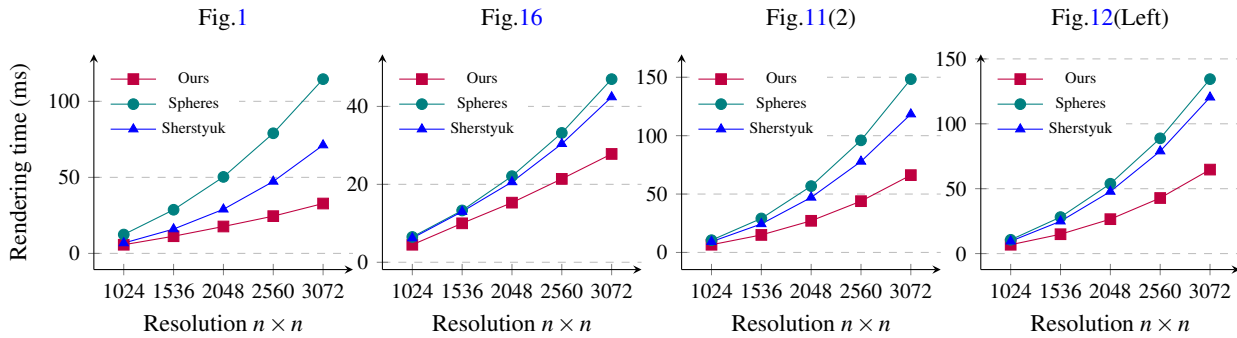 Fig.1
Rendering time (ms)
100
50
0
Ours
Spheres
Sherstyuk
1024 1536 2048 2560 3072
Resolution n × n
Fig.16
40
20
0
Ours
Spheres
Sherstyuk
1024 1536 2048 2560 3072
Resolution n × n
Fig.11(2)
150
100
50
0
Ours
Spheres
Sherstyuk
1024 1536 2048 2560 3072
Resolution n × n
Fig.12(Left)
150
100
50
0
Ours
Spheres
Sherstyuk
1024 1536 2048 2560 3072
Resolution n × n